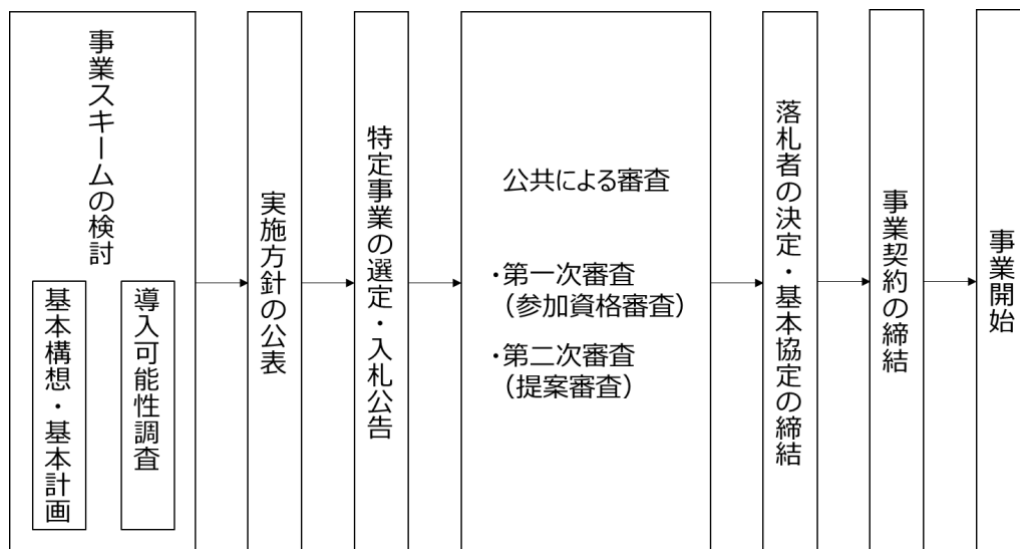 事業スキームの検討
基本構想・基本計画
導入可能性調査
実施方針の公表
特定事業の選定・入札公告
公共による審査
・第一次審査
(参加資格審査)
・第二次審査
(提案審査)
落札者の決定・基本協定の締結
事業契約の締結
事業開始